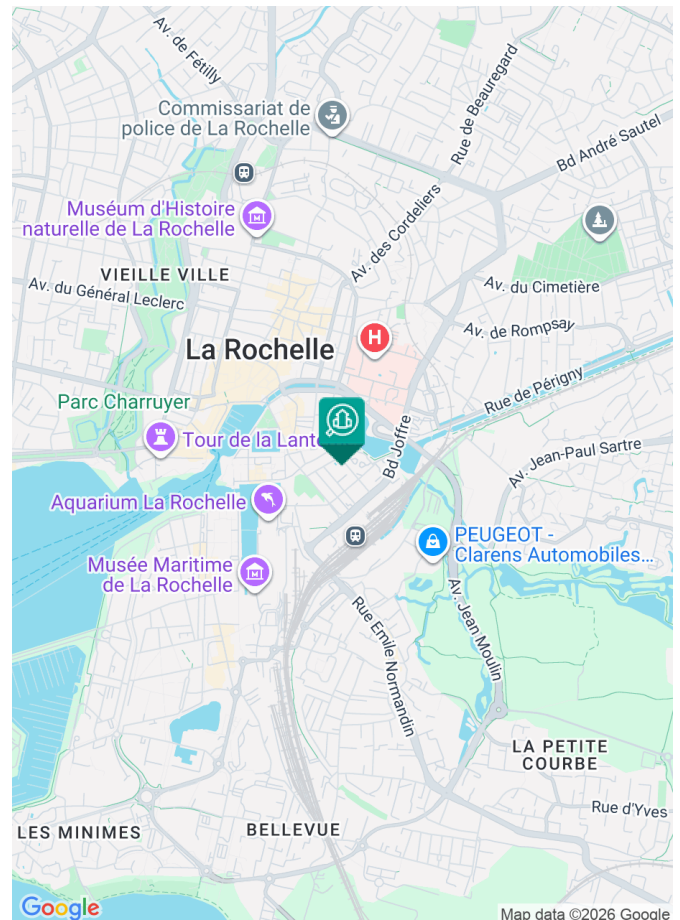 Av. de Fétilly
Commissariat de
police de La Rochelle
Rue de Beauregard
Bd André Sautel
Muséum d'Histoire
naturelle de La Rochelle
Av. des Cordeliers
VIEILLE VILLE
Av. du Général Leclerc
Av. du Cimetière
Av. de Rompsay
H
La Rochelle
Rue de Périgny
Parc Charruyer
Tour de la Lante
Bd Joffre
Av. Jean-Paul Sartre
Aquarium La Rochelle
PEUGEOT -
Clarens Automobiles...
Musée Maritime
de La Rochelle
Av. Jean Moulin
Rue Emile Normandin
LA PETITE
COURBE
Rue d'Yves
LES MINIMES
BELLEVUE
Google
Map data ©2026 Google